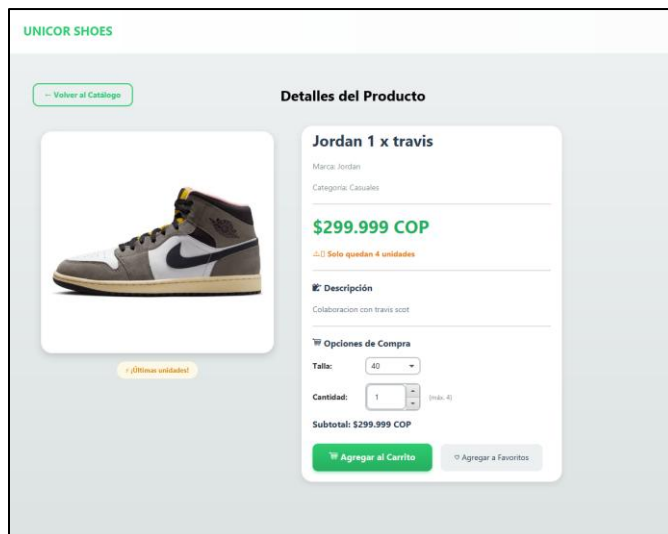 UNICOR SHOES
← Volver al Catálogo
Detalles del Producto
Jordan 1 x travis
Marca: Jordan
Categoría: Casuales
$299.999 COP
Solo quedan 4 unidades
Descripción
Colaboracion con travis scot
Opciones de Compra
Talla: 40
Cantidad: 1 (máx. 4)
Subtotal: $299.999 COP
Agregar al Carrito
Agregar a Favoritos
¡Últimas unidades!